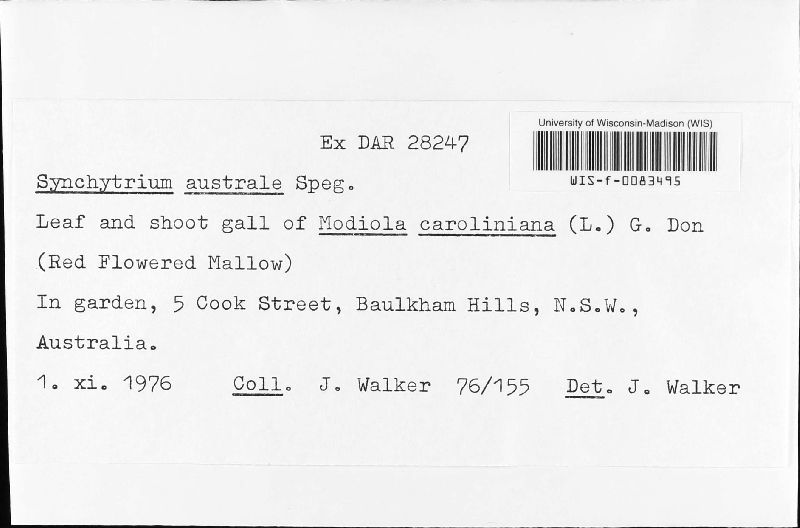 University of Wisconsin-Madison (WIS)
WIS-f-0083495
Ex DAR 28247
Synchytrium australe Speg.
Leaf and shoot gall of Modiola caroliniana (L.) G. Don
(Red Flowered Mallow)
In garden, 5 Cook Street, Baulkham Hills, N.S.W.,
Australia.
1. xi. 1976 Coll. J. Walker 76/155 Det. J. Walker